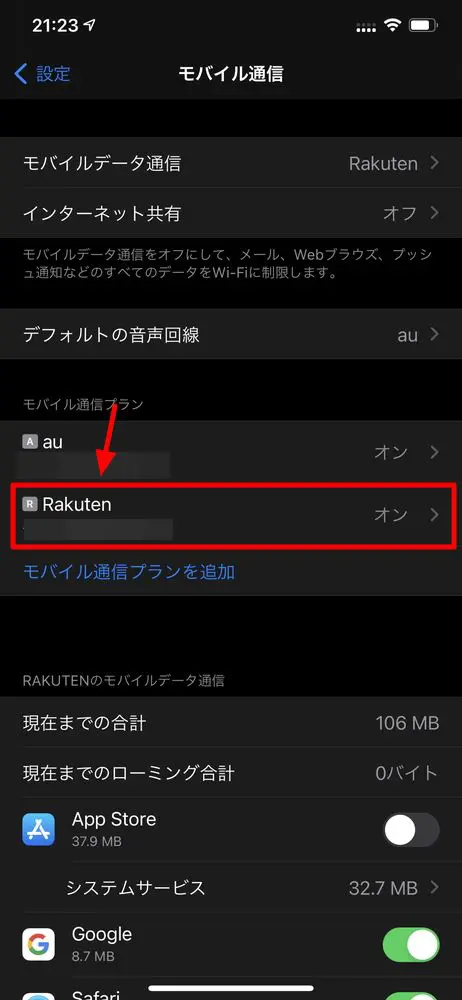 21:23
設定
モバイル通信
モバイルデータ通信 Rakuten
インターネット共有 オフ
モバイルデータ通信をオフにして、メール、Webブラウズ、プッシ
ュ通知などのすべてのデータをWi-Fiに制限します。
デフォルトの音声回線 au
モバイル通信プラン
A au
オン
R Rakuten
オン
モバイル通信プランを追加
RAKUTENのモバイルデータ通信
現在までの合計 106 MB
現在までのローミング合計 0バイト
App Store
37.9 MB
システムサービス 32.7 MB
G Google
8.7 MB
Safari